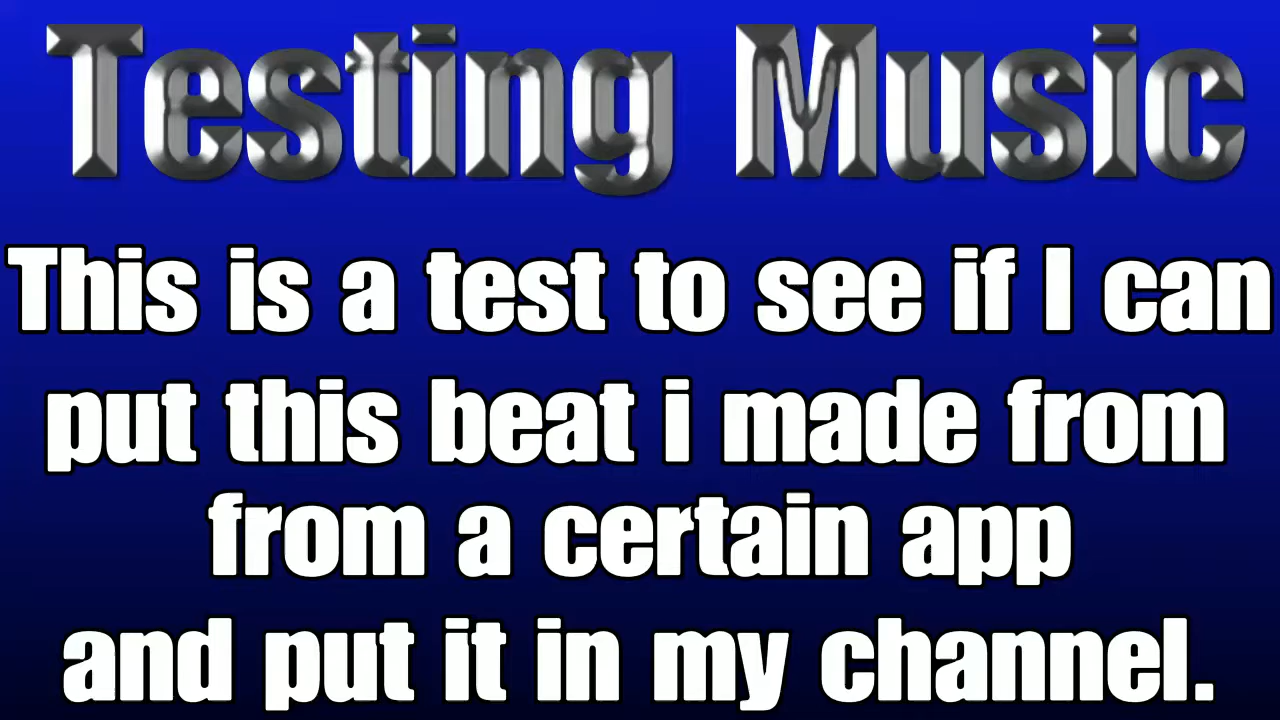 Testing Music
This is a test to see if I can
put this beat i made from
from a certain app
and put it in my channel.